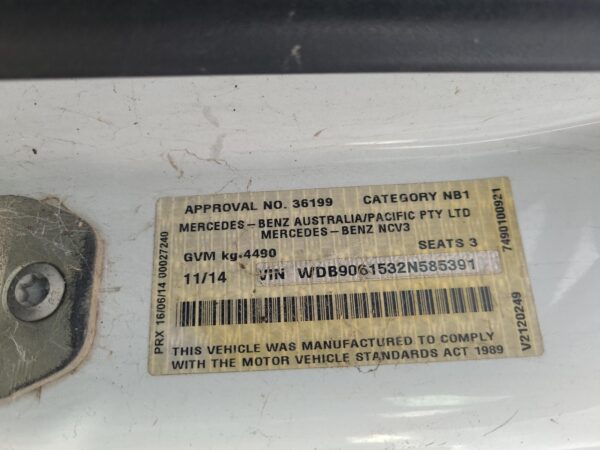 APPROVAL NO. 36199 CATEGORY NB1
MERCEDES-BENZ AUSTRALIA/PACIFIC PTY LTD
MERCEDES-BENZ NCV3
GVM kg.4490 SEATS 3
11/14 VIN WDB9061532N585391
THIS VEHICLE WAS MANUFACTURED TO COMPLY
WITH THE MOTOR VEHICLE STANDARDS ACT 1989
PRX 16/06/14 00027240
V2120249 7490100921